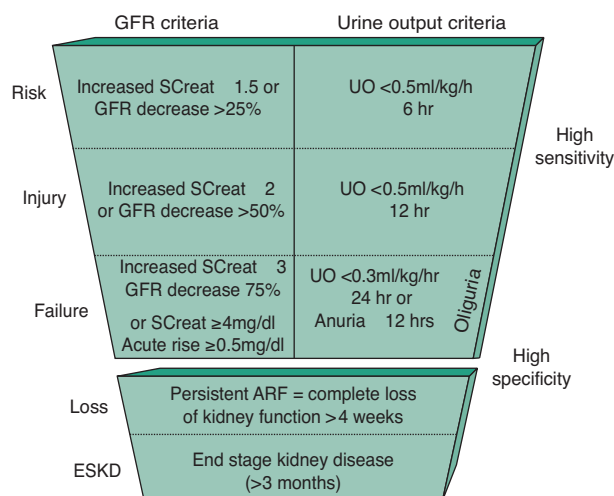 GFR criteria
Urine output criteria
Risk
Increased SCreat 1.5 or
GFR decrease >25%
UO <0.5ml/kg/h
6 hr
High
sensitivity
Injury
Increased SCreat 2
or GFR decrease >50%
UO <0.5ml/kg/h
12 hr
Failure
Increased SCreat 3
GFR decrease 75%
or SCreat ≥4mg/dl
Acute rise ≥0.5mg/dl
UO <0.3ml/kg/hr
24 hr or
Anuria 12 hrs
Oliguria
High
specificity
Loss
Persistent ARF = complete loss
of kidney function >4 weeks
ESKD
End stage kidney disease
(>3 months)